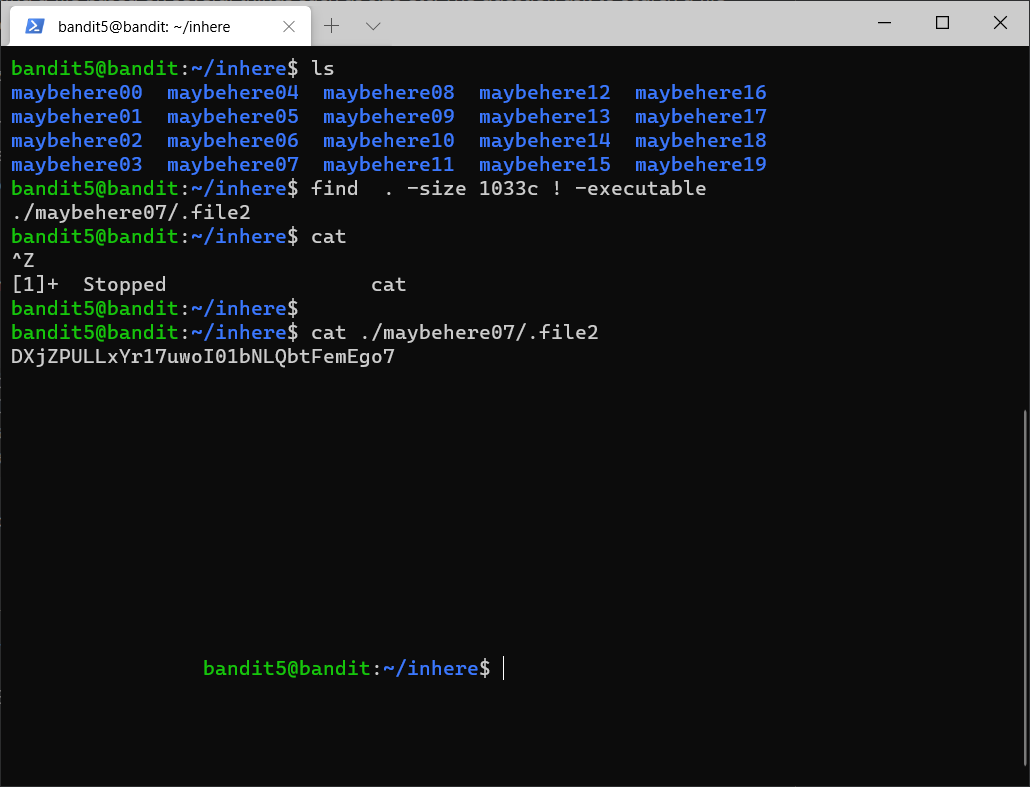 bandit5@bandit: ~/inhere
bandit5@bandit:~/inhere$ ls
maybehere00  maybehere04  maybehere08  maybehere12  maybehere16
maybehere01  maybehere05  maybehere09  maybehere13  maybehere17
maybehere02  maybehere06  maybehere10  maybehere14  maybehere18
maybehere03  maybehere07  maybehere11  maybehere15  maybehere19
bandit5@bandit:~/inhere$ find  . -size 1033c ! -executable
./maybehere07/.file2
bandit5@bandit:~/inhere$ cat
^Z
[1]+  Stopped                 cat
bandit5@bandit:~/inhere$
bandit5@bandit:~/inhere$ cat ./maybehere07/.file2
DXjZPULLxYr17uwoI01bNLQbtFemEgo7
bandit5@bandit:~/inhere$